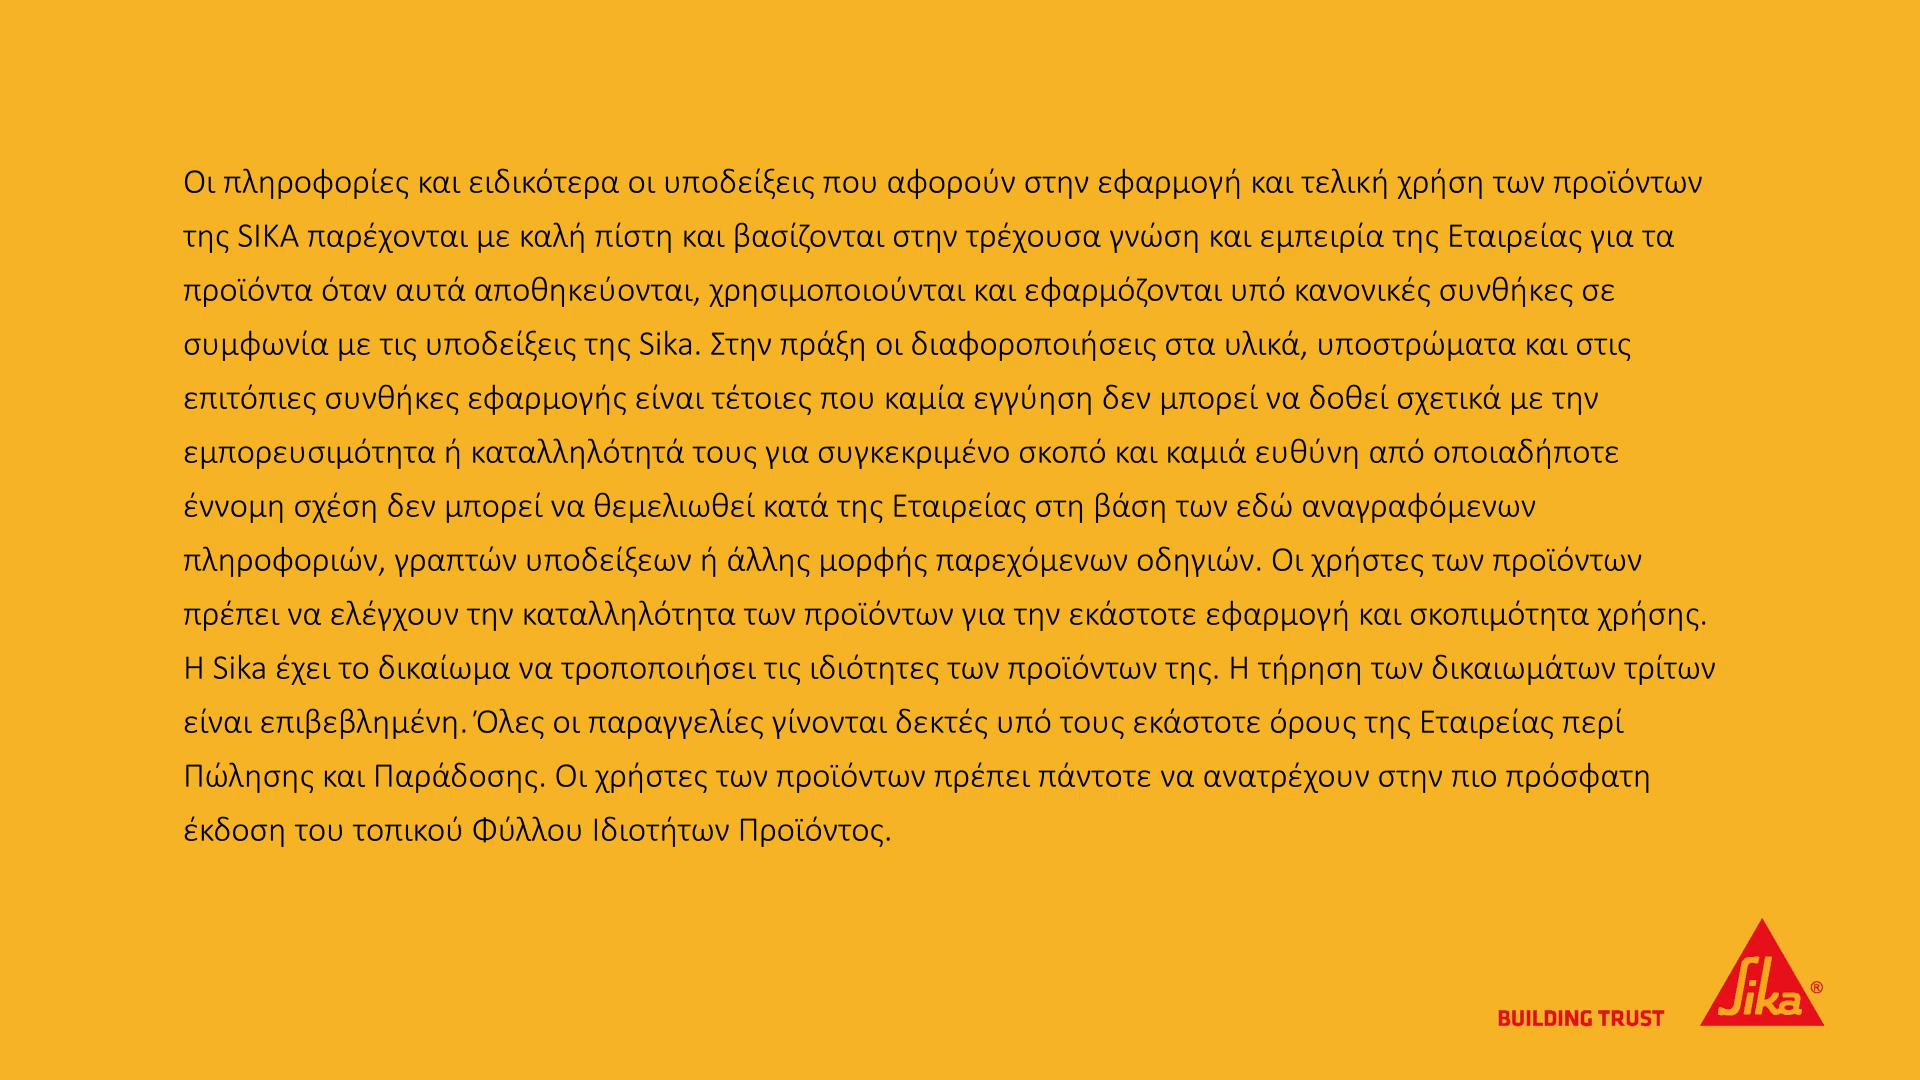 Οι πληροφορίες και ειδικότερα οι υποδείξεις που αφορούν στην εφαρμογή και τελική χρήση των προϊόντων
της SIKA παρέχονται με καλή πίστη και βασίζονται στην τρέχουσα γνώση και εμπειρία της Εταιρείας για τα
προϊόντα όταν αυτά αποθηκεύονται, χρησιμοποιούνται και εφαρμόζονται υπό κανονικές συνθήκες σε
συμφωνία με τις υποδείξεις της Sika. Στην πράξη οι διαφοροποιήσεις στα υλικά, υποστρώματα και στις
επιτόπιες συνθήκες εφαρμογής είναι τέτοιες που καμία εγγύηση δεν μπορεί να δοθεί σχετικά με την
εμπορευσιμότητα ή καταλληλότητά τους για συγκεκριμένο σκοπό και καμιά ευθύνη από οποιαδήποτε
έννομη σχέση δεν μπορεί να θεμελιωθεί κατά της Εταιρείας στη βάση των εδώ αναγραφόμενων
πληροφοριών, γραπτών υποδείξεων ή άλλης μορφής παρεχόμενων οδηγιών. Οι χρήστες των προϊόντων
πρέπει να ελέγχουν την καταλληλότητα των προϊόντων για την εκάστοτε εφαρμογή και σκοπιμότητα χρήσης.
Η Sika έχει το δικαίωμα να τροποποιήσει τις ιδιότητες των προϊόντων της. Η τήρηση των δικαιωμάτων τρίτων
είναι επιβεβλημένη. Όλες οι παραγγελίες γίνονται δεκτές υπό τους εκάστοτε όρους της Εταιρείας περί
Πώλησης και Παράδοσης. Οι χρήστες των προϊόντων πρέπει πάντοτε να ανατρέχουν στην πιο πρόσφατη
έκδοση του τοπικού Φύλλου Ιδιοτήτων Προϊόντος.
BUILDING TRUST
Sika®